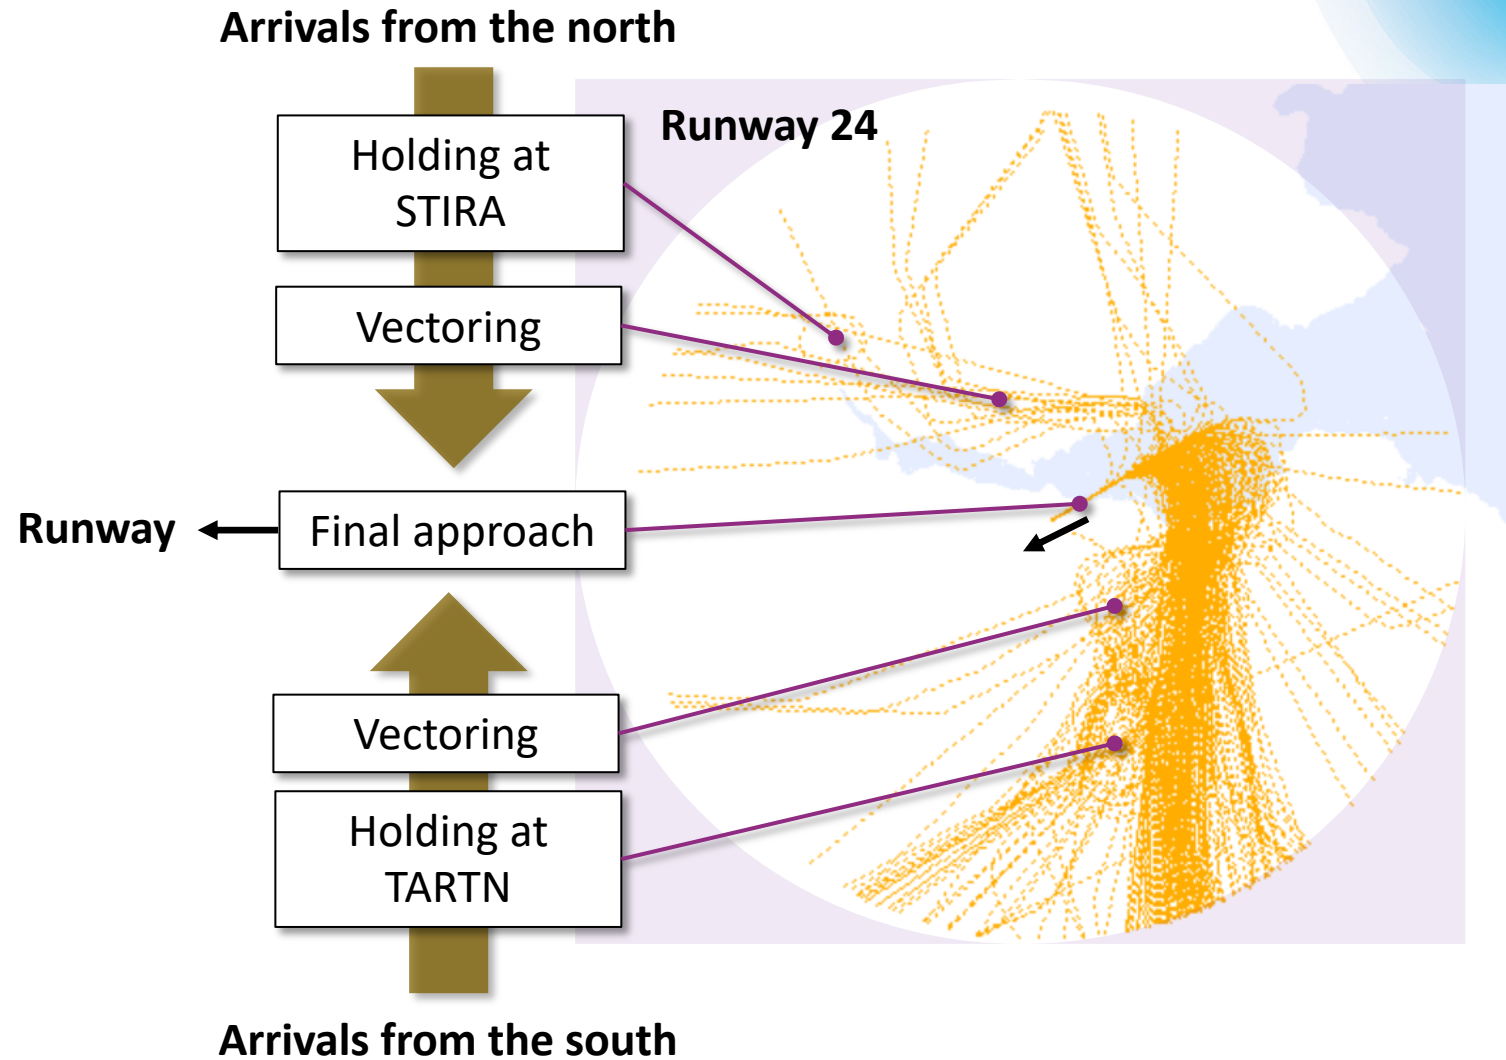 Arrivals from the north
Runway 24
Holding at
STIRA
Vectoring
Runway
Final approach
Vectoring
Holding at
TARTN
Arrivals from the south